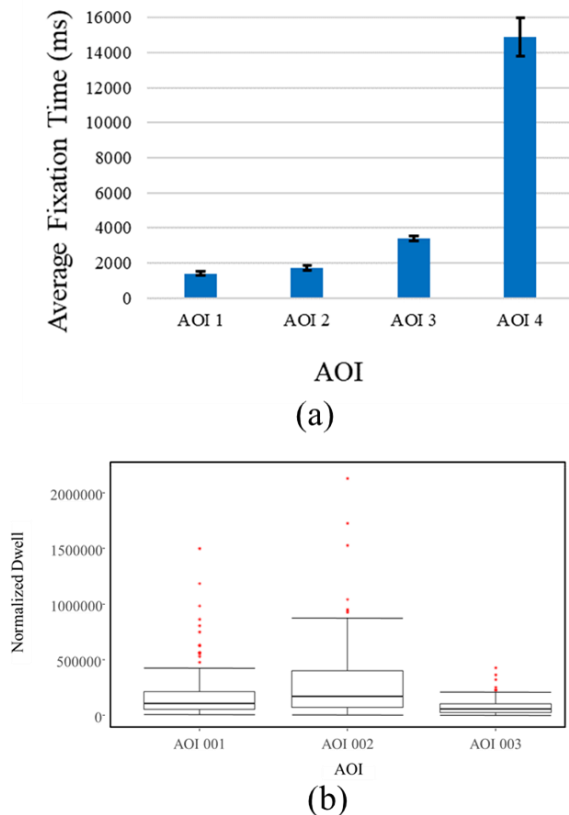 Average Fixation Time (ms)
16000
14000
12000
10000
8000
6000
4000
2000
0
AOI 1 AOI 2 AOI 3 AOI 4
AOI
(a)
Normalized Dwell
2000000
1500000
1000000
500000
0
AOI 001 AOI 002 AOI 003
AOI
(b)